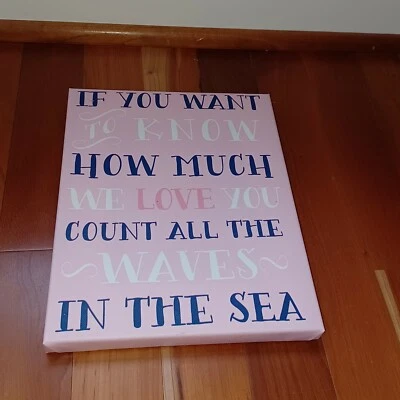 IF YOU WANT
TO KNOW
HOW MUCH
WE LOVE YOU
COUNT ALL THE
WAVES
IN THE SEA